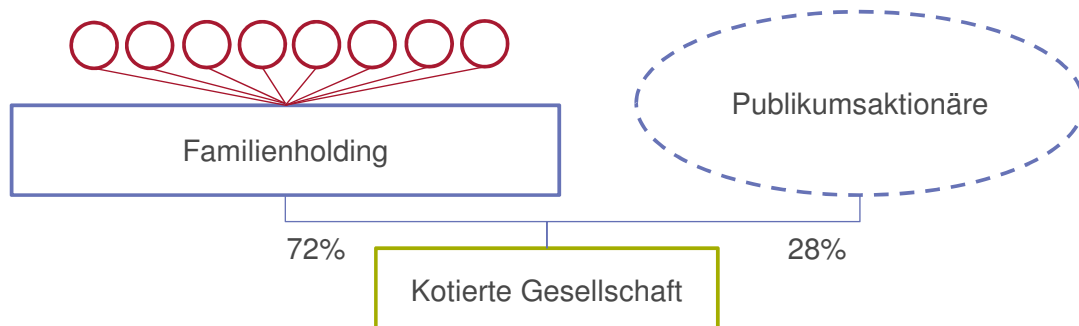 Publikumsaktionäre
Familienholding
72%
28%
Kotierte Gesellschaft